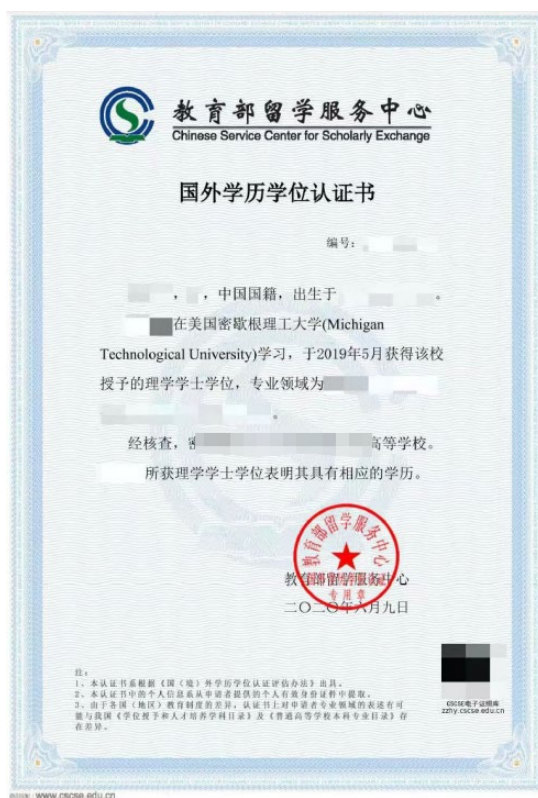 教育部留学服务中心
Chinese Service Center for Scholarly Exchange
国外学历学位认证书
编号：
， ，中国国籍，出生于 。
在美国密歇根理工大学(Michigan
Technological University)学习，于2019年5月获得该校
授予的理学学士学位，专业领域为
。
经核查， 高等学校。
所获理学学士学位表明其具有相应的学历。
教育部留学服务中心
专用章
教育部留学服务中心
二〇二〇年六月九日
注：
1、本认证书系根据《国（境）外学历学位认证评估办法》出具。
2、本认证书中的个人信息系从申请者提供的个人有效身份证件中提取。
3、由于各国（地区）教育制度的差异，认证书上对申请者专业领域的表述有可
能与我国《学位授予和人才培养学科目录》及《普通高等学校本科专业目录》存
在差异。
CSCSE电子证照库
zzhy.cscse.edu.cn
www.cscse.edu.cn